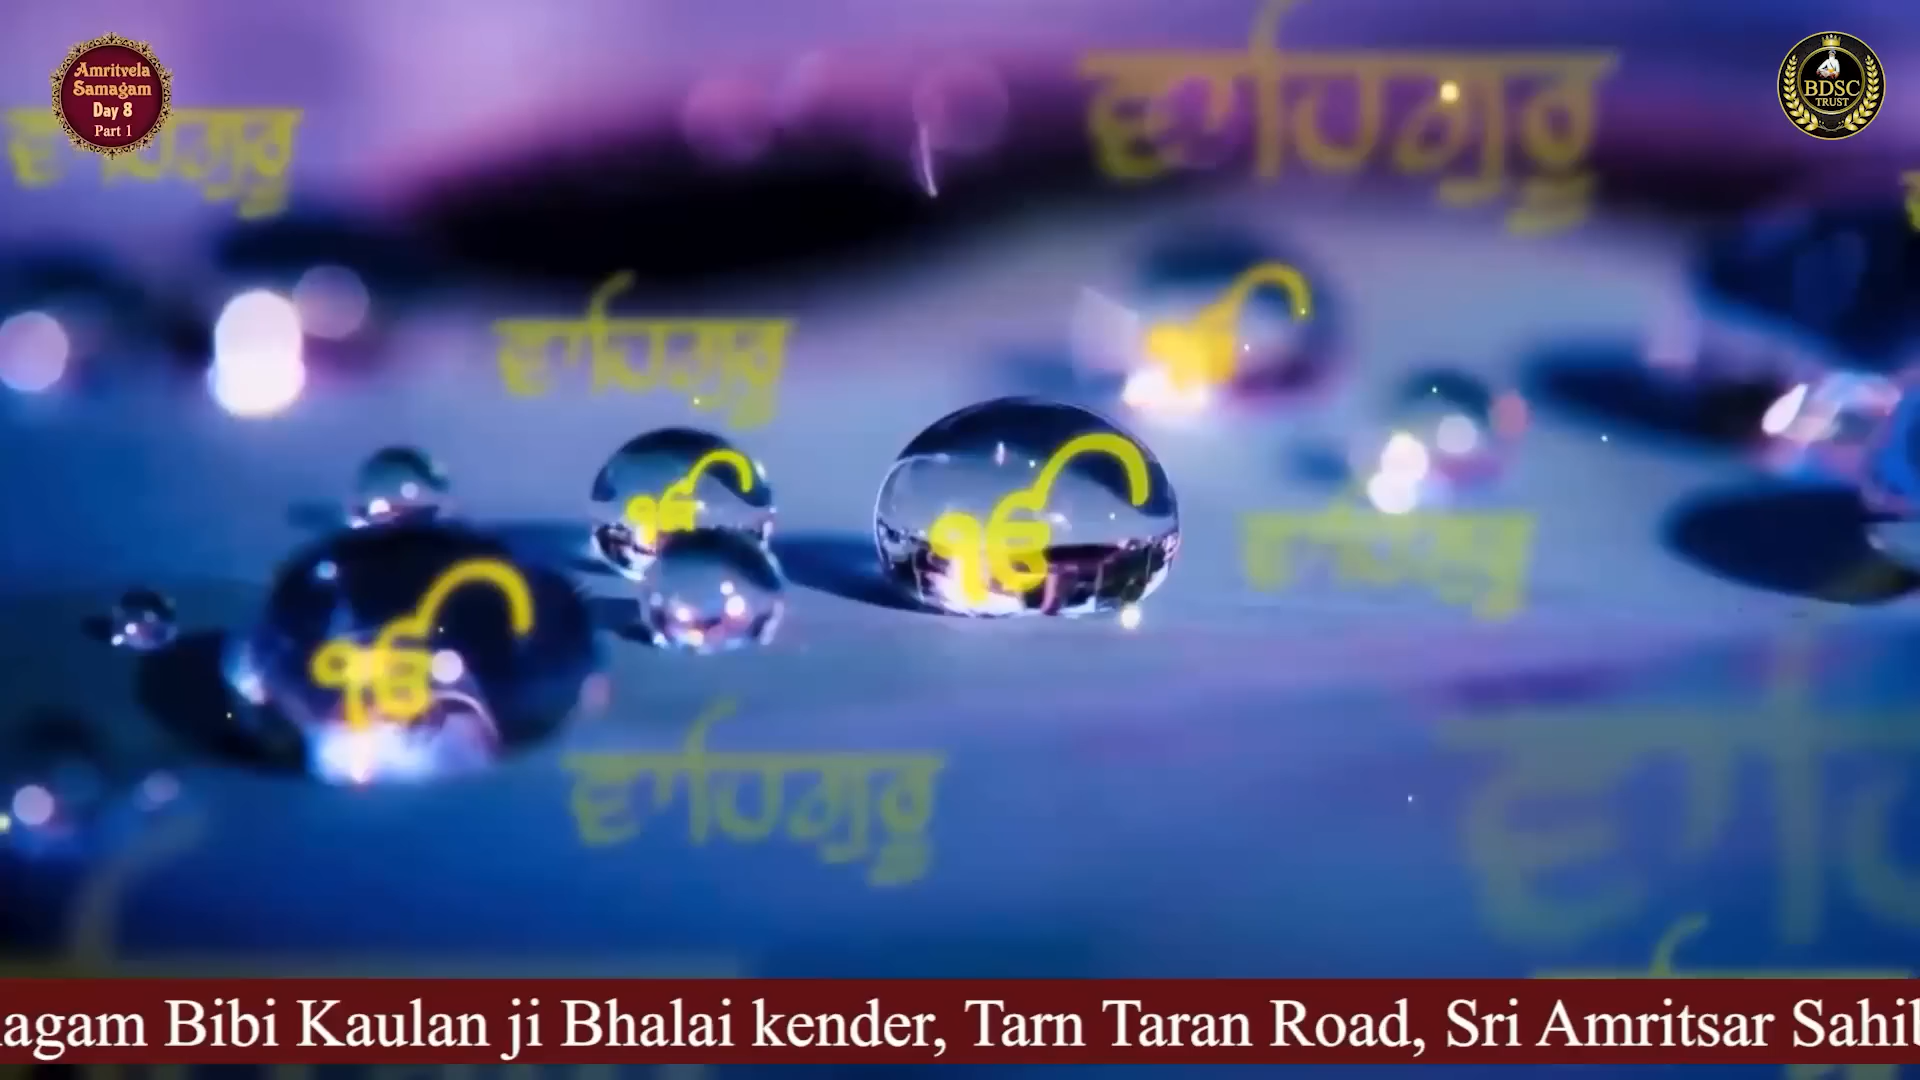 Amritvela
Samagam
Day 8
Part 1
BDSC
TRUST
ਵਾਹਿਗੁਰੂ
ਵਾਹਿਗੁਰੂ
ਵਾਹਿਗੁਰੂ
ੴ
ੴ
ੴ
ਵਾਹਿਗੁਰੂ
ੴ
ਵਾਹਿਗੁਰੂ
agam Bibi Kaulan ji Bhalai kender, Tarn Taran Road, Sri Amritsar Sahib